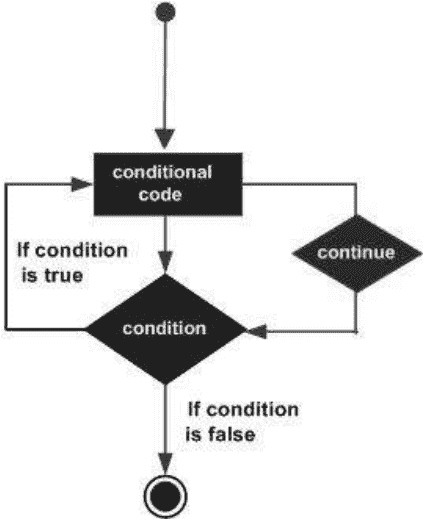 conditional
code
If condition
is true
continue
condition
If condition
is false